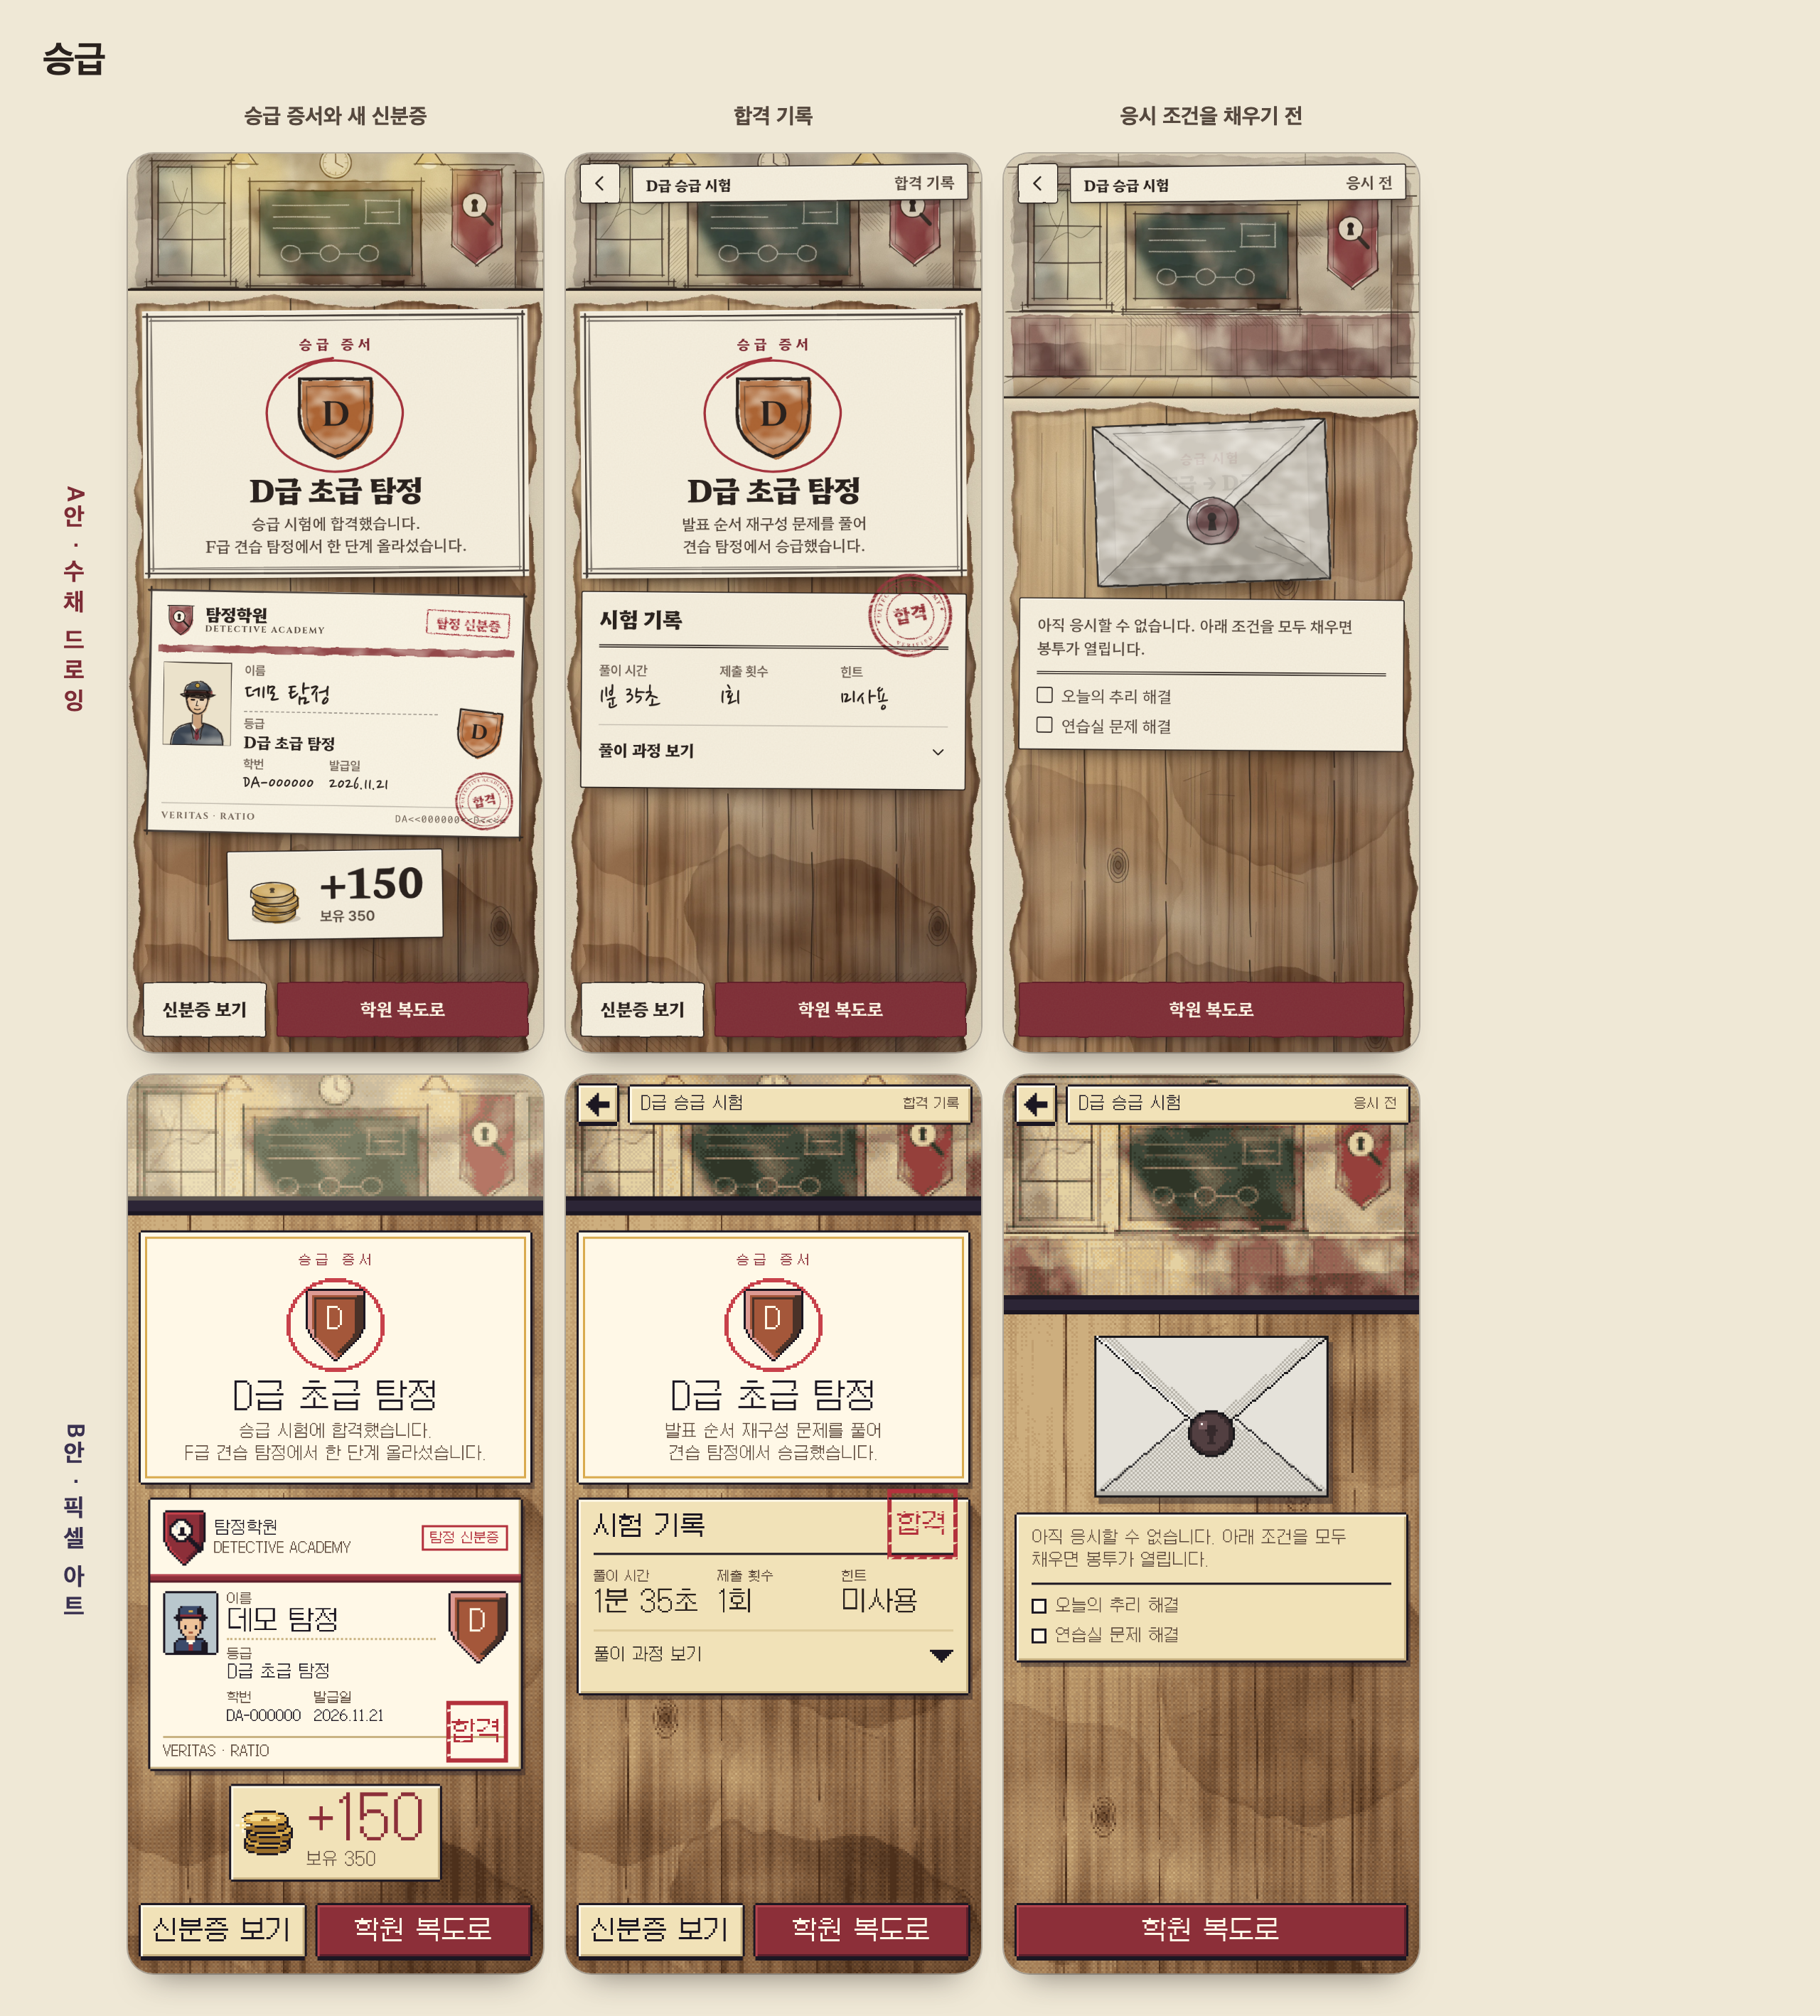 승급
승급 증서와 새 신분증
합격 기록
응시 조건을 채우기 전
A안 · 수채 드로잉
승급 증서
D
D급 초급 탐정
승급 시험에 합격했습니다.
F급 견습 탐정에서 한 단계 올라섰습니다.
탐정학원
DETECTIVE ACADEMY
탐정 신분증
이름
데모 탐정
등급
D급 초급 탐정
D
학번
발급일
DA-000000
2026.11.21
합격
VERITAS · RATIO
DA<<000000
+150
보유 350
신분증 보기
학원 복도로
D급 승급 시험
합격 기록
승급 증서
D
D급 초급 탐정
발표 순서 재구성 문제를 풀어
견습 탐정에서 승급했습니다.
시험 기록
합격
풀이 시간
제출 횟수
힌트
1분 35초
1회
미사용
풀이 과정 보기
신분증 보기
학원 복도로
D급 승급 시험
응시 전
승급 시험
아직 응시할 수 없습니다. 아래 조건을 모두 채우면
봉투가 열립니다.
오늘의 추리 해결
연습실 문제 해결
학원 복도로
B안 · 픽셀 아트
승급 증서
D
D급 초급 탐정
승급 시험에 합격했습니다.
F급 견습 탐정에서 한 단계 올라섰습니다.
탐정학원
DETECTIVE ACADEMY
탐정 신분증
이름
데모 탐정
D
등급
D급 초급 탐정
학번
발급일
DA-000000
2026.11.21
합격
VERITAS · RATIO
+150
보유 350
신분증 보기
학원 복도로
D급 승급 시험
합격 기록
승급 증서
D
D급 초급 탐정
발표 순서 재구성 문제를 풀어
견습 탐정에서 승급했습니다.
시험 기록
합격
풀이 시간
제출 횟수
힌트
1분 35초
1회
미사용
풀이 과정 보기
신분증 보기
학원 복도로
D급 승급 시험
응시 전
아직 응시할 수 없습니다. 아래 조건을 모두
채우면 봉투가 열립니다.
오늘의 추리 해결
연습실 문제 해결
학원 복도로